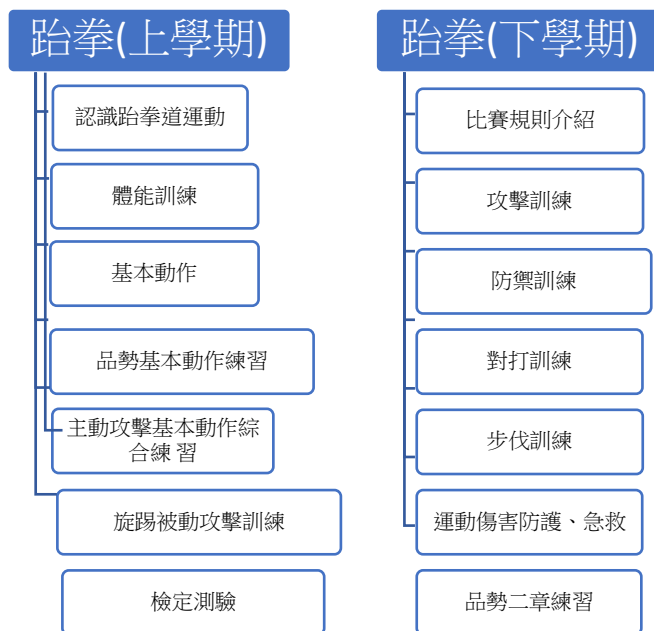 跆拳(上學期)
認識跆拳道運動
體能訓練
基本動作
品勢基本動作練習
主動攻擊基本動作綜
合練 習
旋踢被動攻擊訓練
檢定測驗
跆拳(下學期)
比賽規則介紹
攻擊訓練
防禦訓練
對打訓練
步伐訓練
運動傷害防護、急救
品勢二章練習